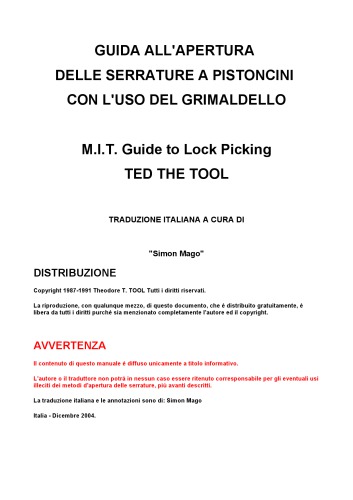 GUIDA ALL'APERTURA
DELLE SERRATURE A PISTONCINI
CON L'USO DEL GRIMALDELLO
M.I.T. Guide to Lock Picking
TED THE TOOL
TRADUZIONE ITALIANA A CURA DI
"Simon Mago"
DISTRIBUZIONE
Copyright 1987-1991 Theodore T. TOOL Tutti i diritti riservati.
La riproduzione, con qualunque mezzo, di questo documento, che è distribuito gratuitamente, è
libera da tutti i diritti purché sia menzionato completamente l'autore ed il copyright.
AVVERTENZA
Il contenuto di questo manuale é diffuso unicamente a titolo informativo.
L'autore o il traduttore non potrà in nessun caso essere ritenuto corresponsabile per gli eventuali usi
illeciti dei metodi d'apertura delle serrature, più avanti descritti.
La traduzione italiana e le annotazioni sono di: Simon Mago
Italia - Dicembre 2004.